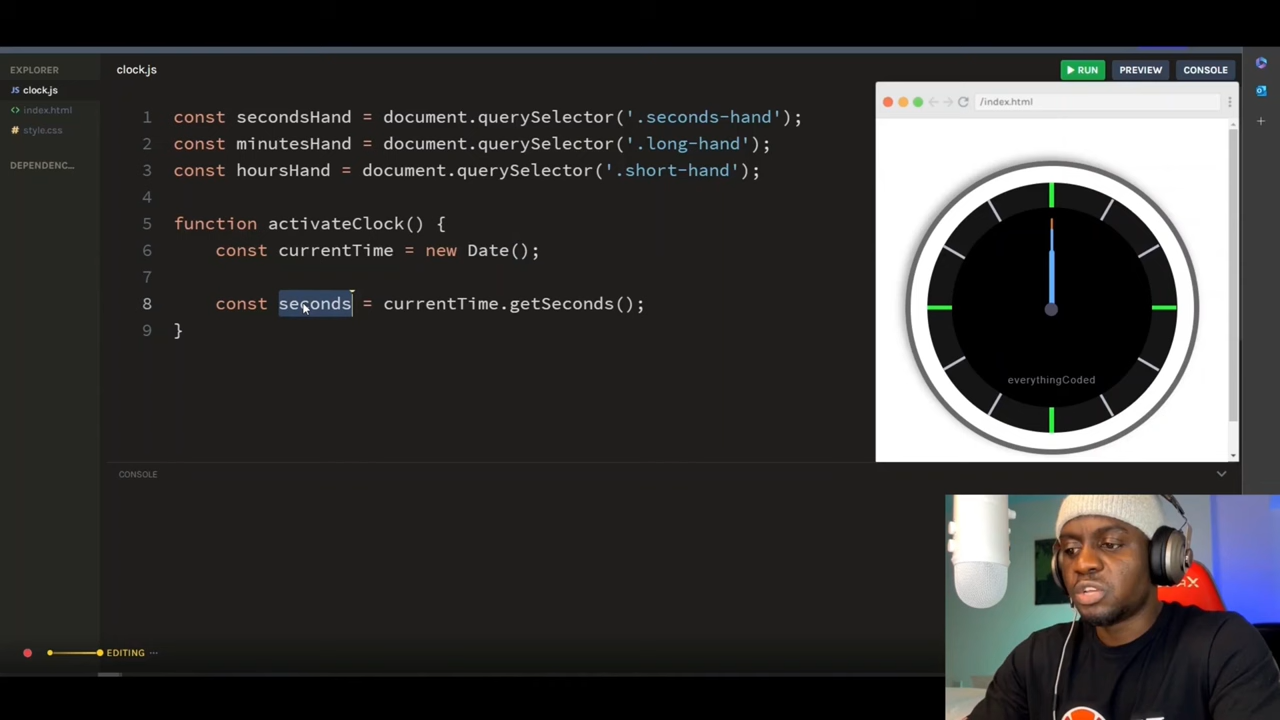 EXPLORER
JS clock.js
<> index.html
# style.css
DEPENDENC...
clock.js
RUN
PREVIEW
CONSOLE
1 const secondsHand = document.querySelector('.seconds-hand');
2 const minutesHand = document.querySelector('.long-hand');
3 const hoursHand = document.querySelector('.short-hand');
4
5 function activateClock() {
6 const currentTime = new Date();
7
8 const seconds = currentTime.getSeconds();
9 }
/index.html
everythingCoded
CONSOLE
EDITING ...